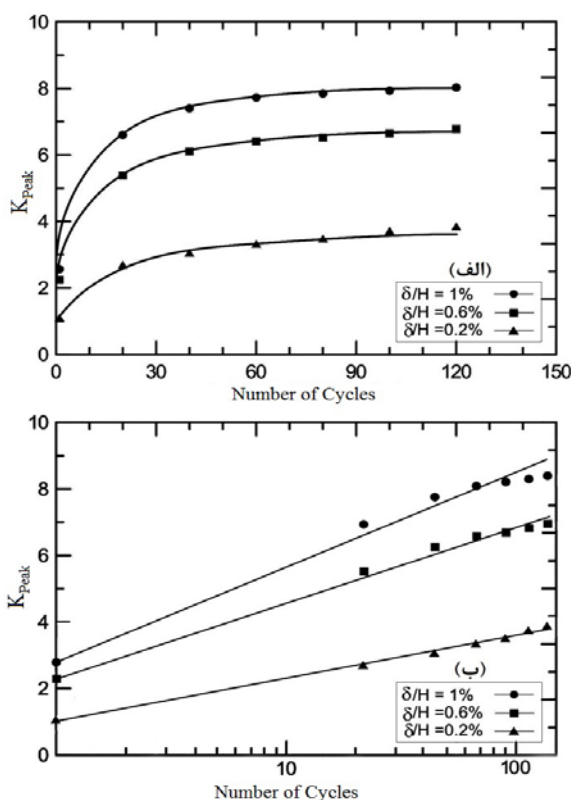 10
8
6
4
2
0
K_Peak
0 30 60 90 120 150
Number of Cycles
(الف)
δ/H = 1%
δ/H =0.6%
δ/H =0.2%
10
8
6
4
2
0
K_Peak
10 100
Number of Cycles
(ب)
δ/H = 1%
δ/H =0.6%
δ/H =0.2%